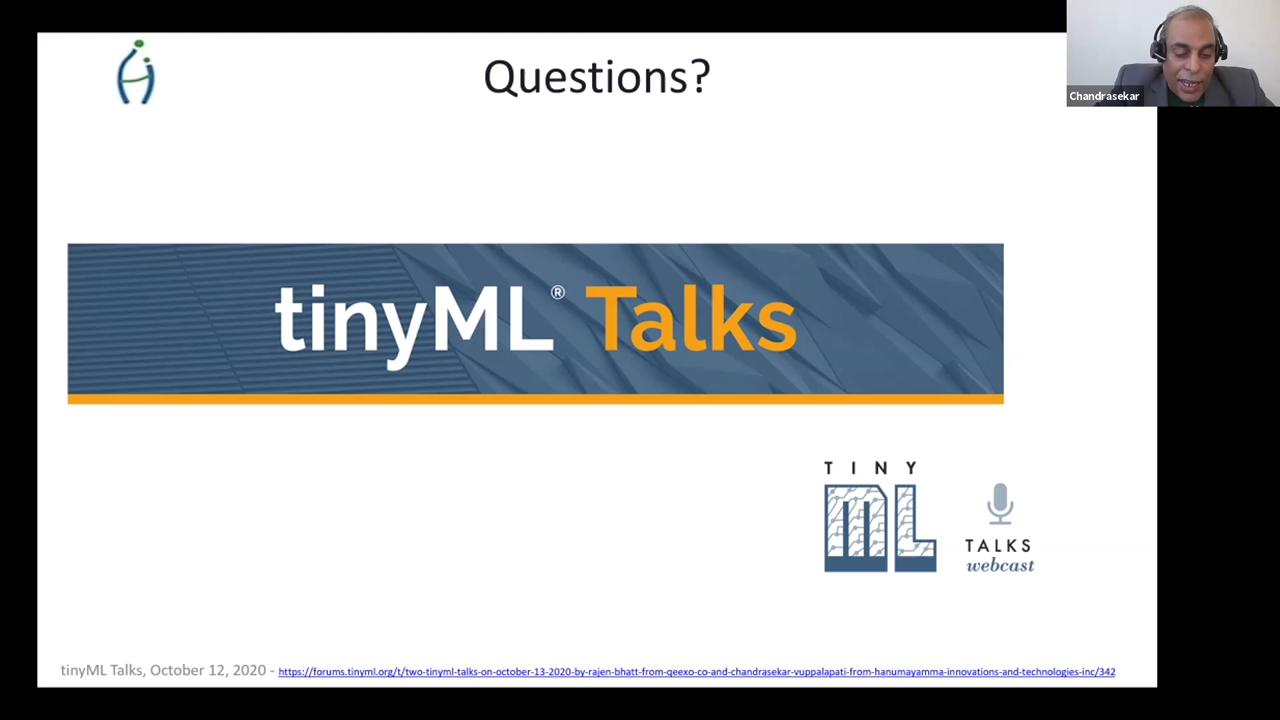 Questions?
Chandrasekar
tinyML® Talks
TINY
ML
TALKS
webcast
tinyML Talks, October 12, 2020 - https://forums.tinyml.org/t/two-tinyml-talks-on-october-13-2020-by-rajen-bhatt-from-qeexo-co-and-chandrasekar-vuppalapati-from-hanumayamma-innovations-and-technologies-inc/342